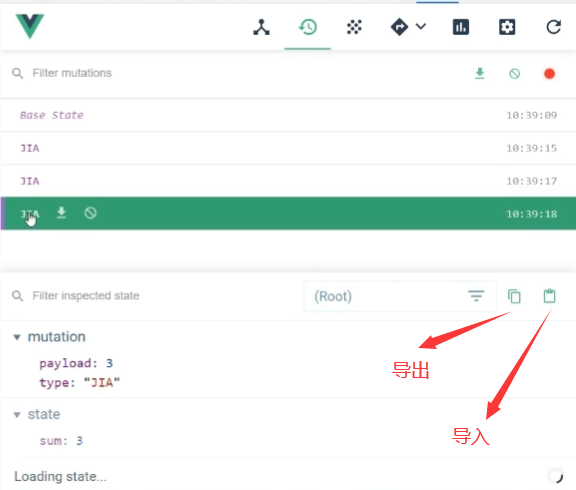 Filter mutations
Base State 10:39:09
JIA 10:39:15
JIA 10:39:17
JIA 10:39:18
Filter inspected state (Root)
导出
导入
mutation
payload: 3
type: "JIA"
state
sum: 3
Loading state...